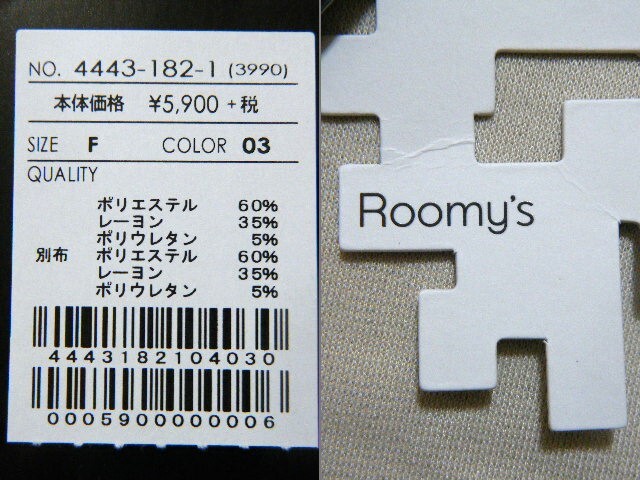 NO. 4443-182-1 (3990)
本体価格 ¥5,900 +税
SIZE F COLOR 03
QUALITY
ポリエステル 60%
レーヨン 35%
ポリウレタン 5%
別布 ポリエステル 60%
レーヨン 35%
ポリウレタン 5%
4443182104030
0005900000006
Roomy's